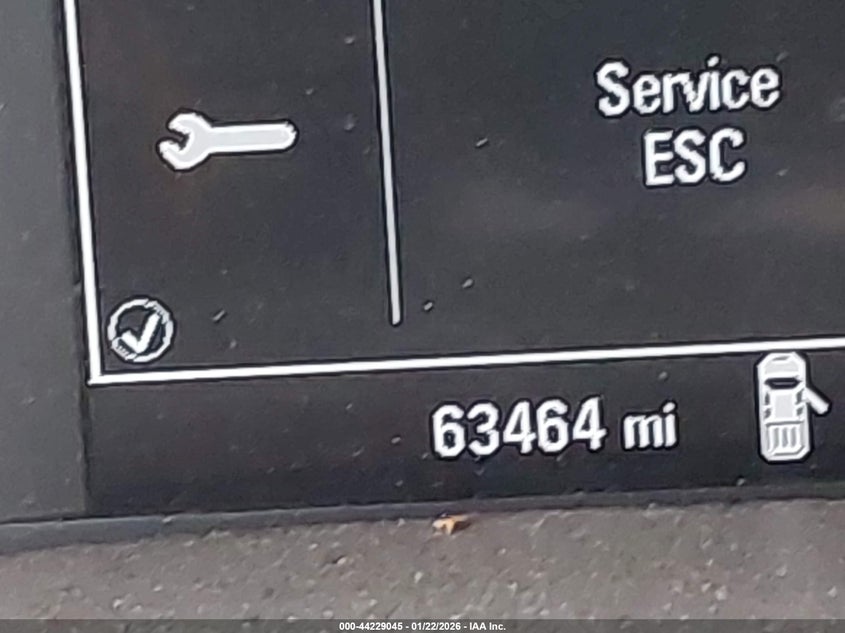 Service
ESC
63464 mi
000-44229045 - 01/22/2026 - IAA Inc.